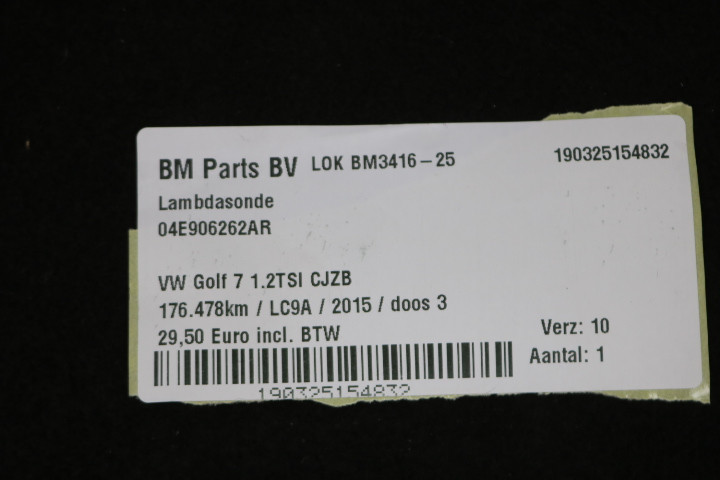 BM Parts BV LOK BM3416-25 190325154832
Lambdasonde
04E906262AR
VW Golf 7 1.2TSI CJZB
176.478km / LC9A / 2015 / doos 3
29,50 Euro incl. BTW Verz: 10
Aantal: 1
190325154832